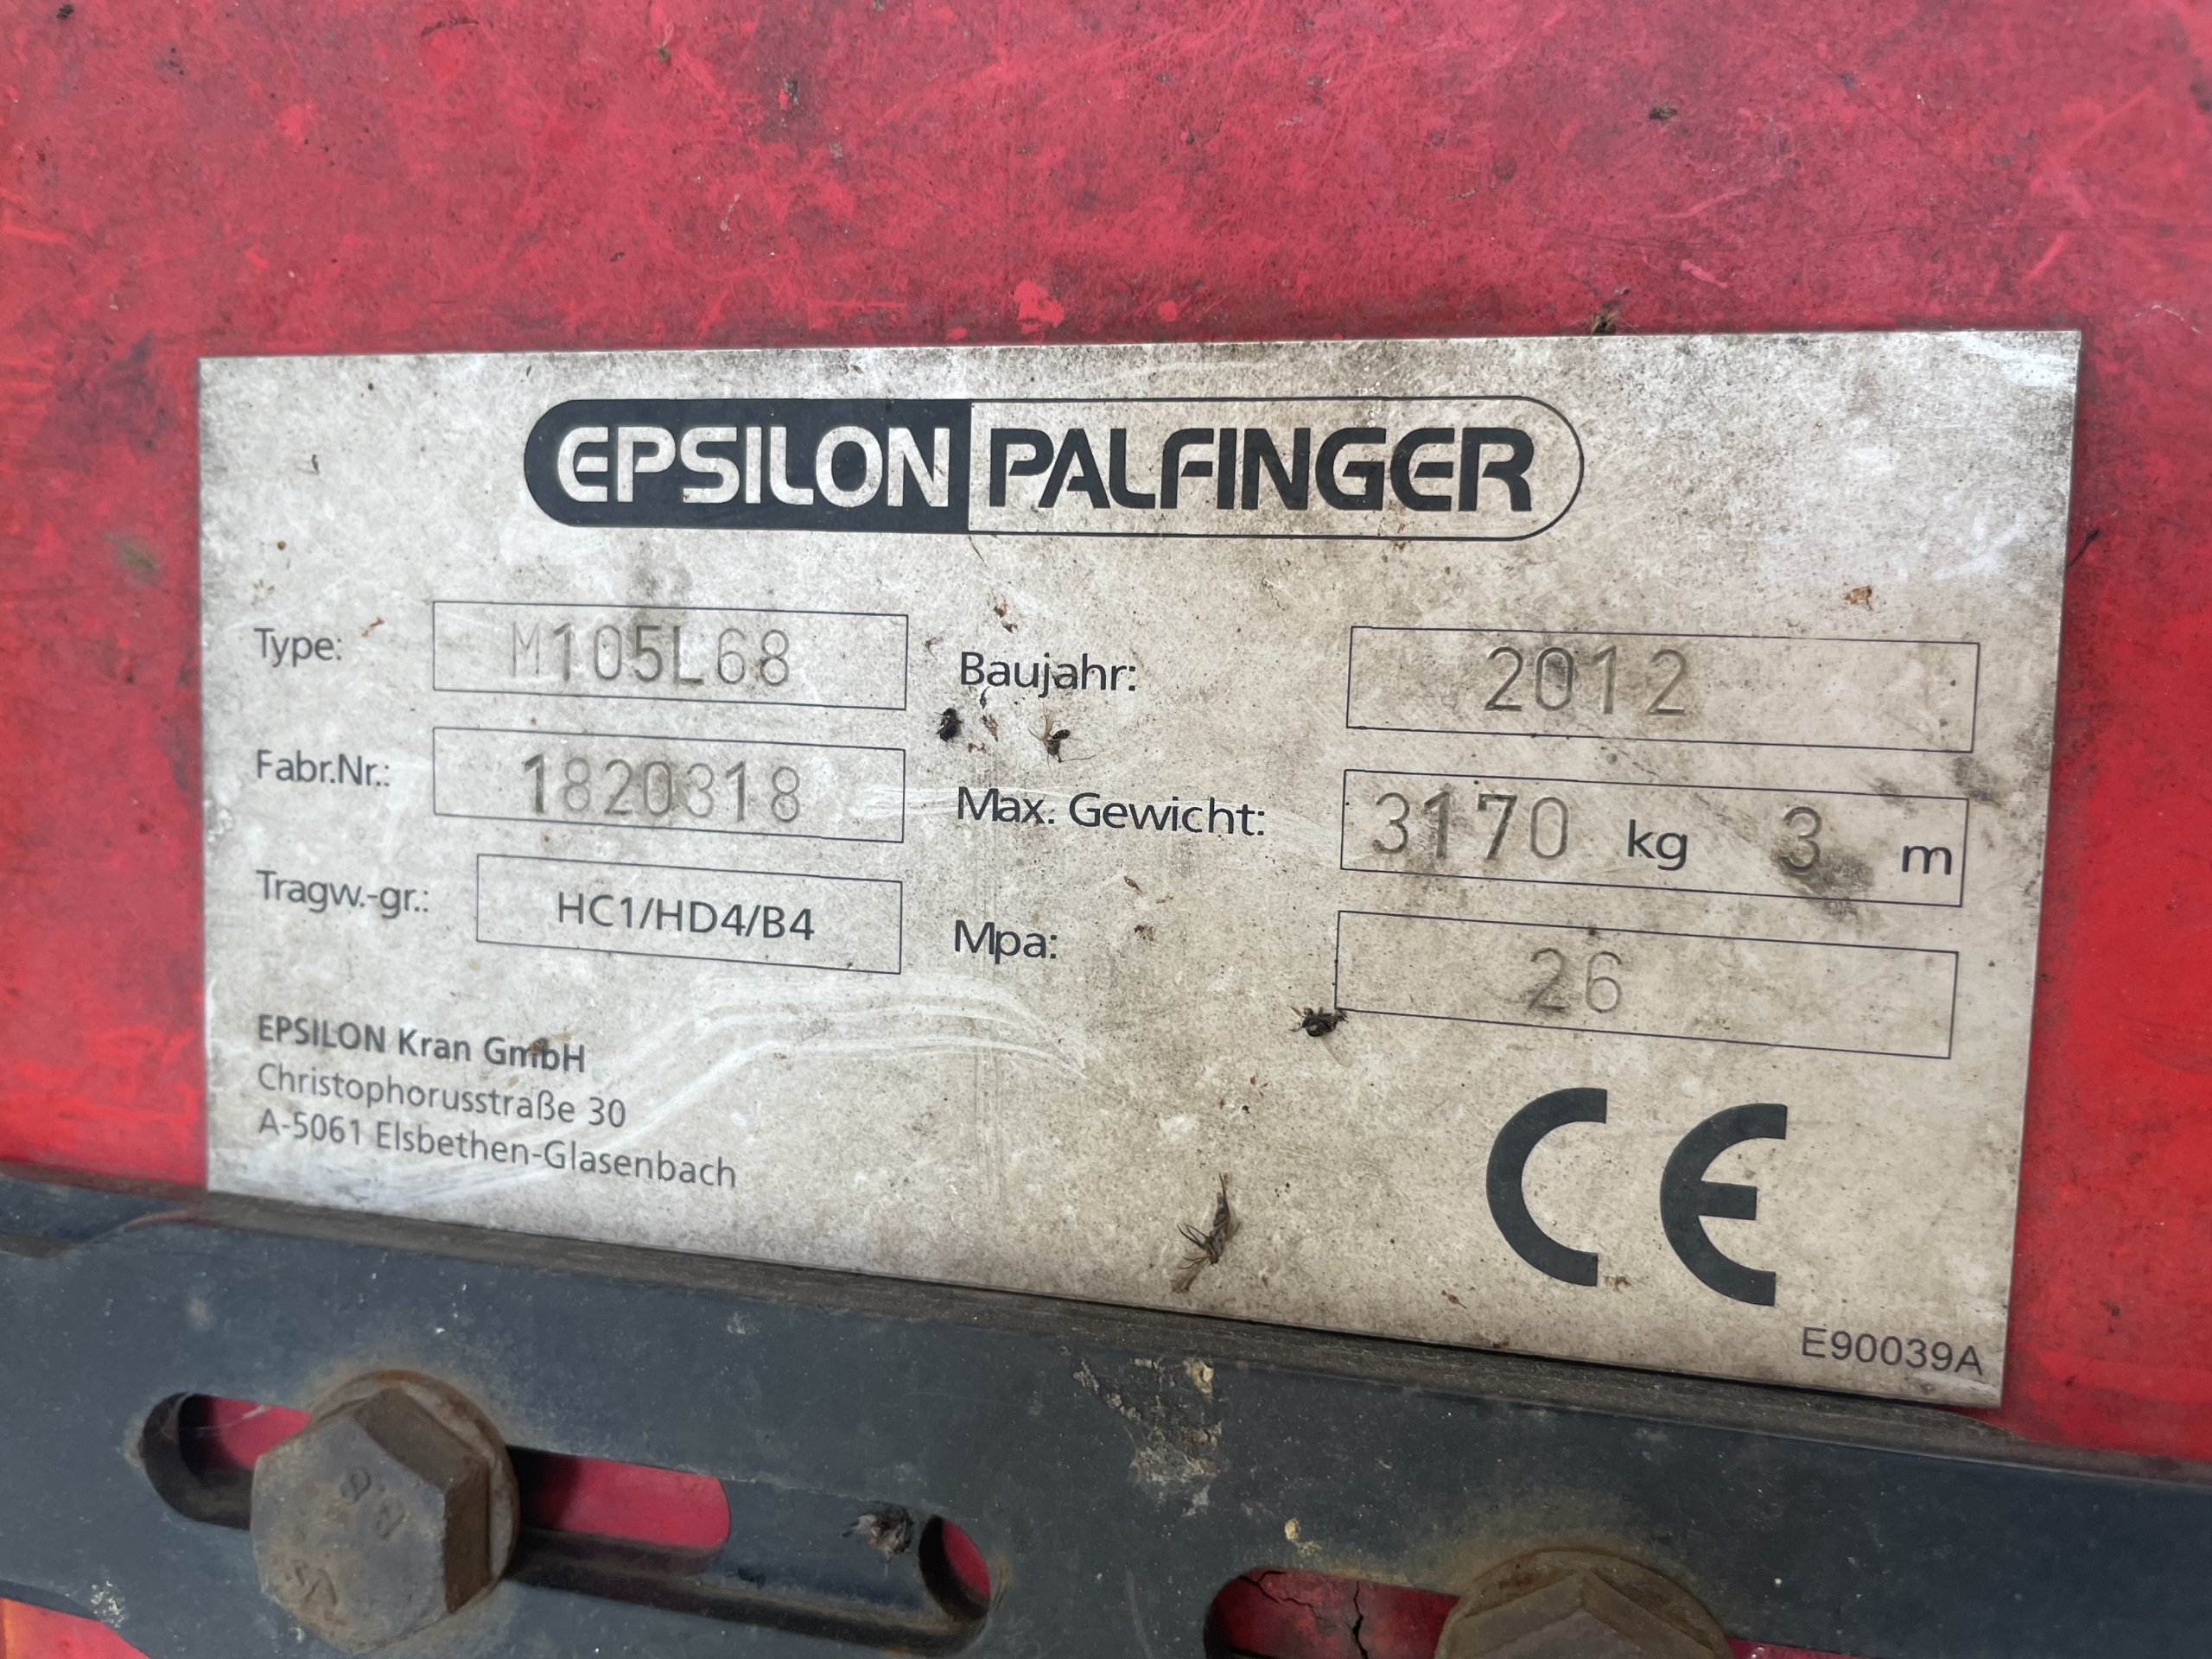 EPSILON PALFINGER
Type: M105L68
Baujahr: 2012
Fabr.Nr.: 1820318
Max. Gewicht: 3170 kg 3 m
Tragw.-gr.: HC1/HD4/B4
Mpa: 26
EPSILON Kran GmbH
Christophorusstraße 30
A-5061 Elsbethen-Glasenbach
CE
E90039A